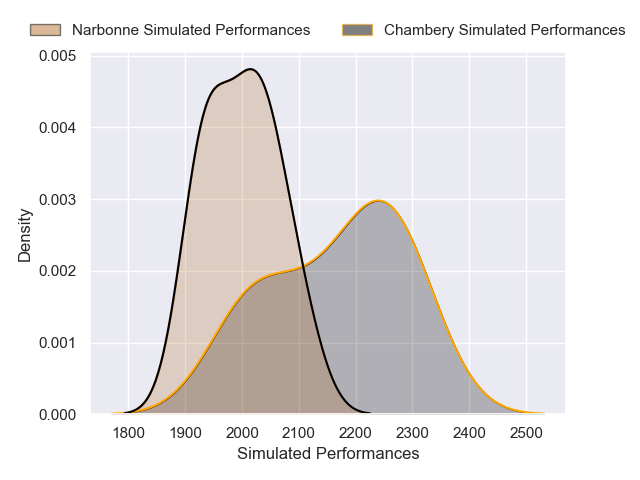 Narbonne Simulated Performances Chambery Simulated Performances
0.005
0.004
0.003
0.002
0.001
0.000
Density
1800 1900 2000 2100 2200 2300 2400 2500
Simulated Performances